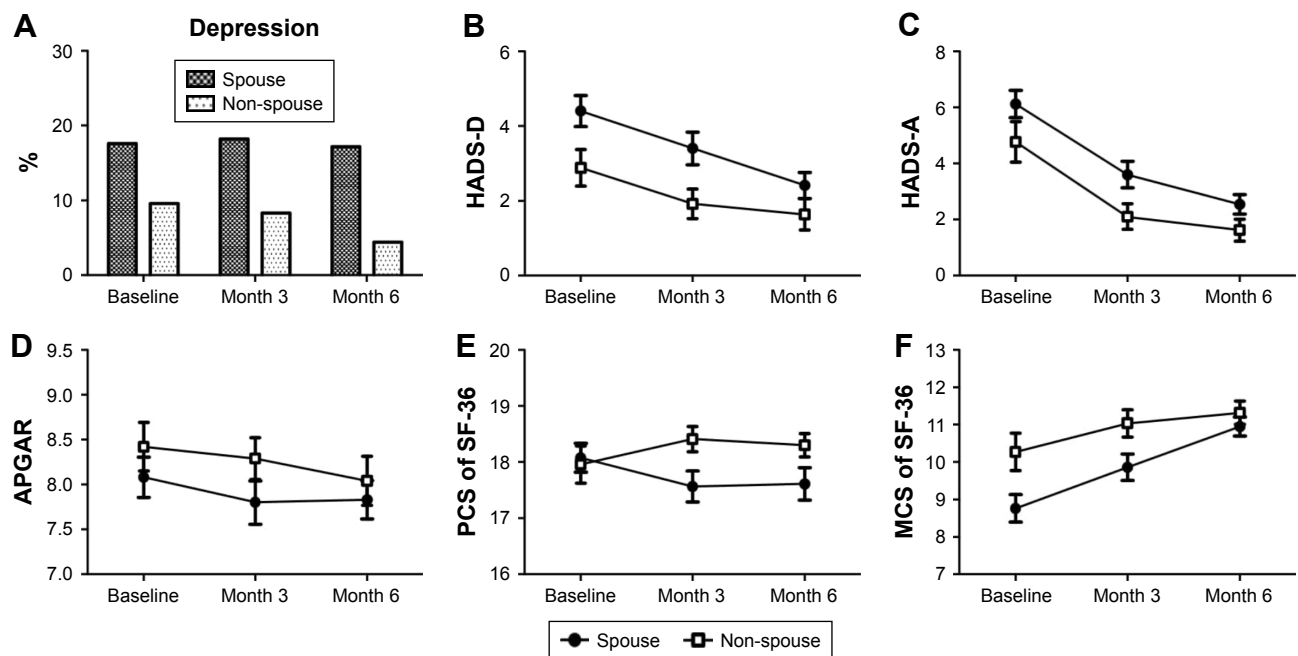 A
Depression
30
20
10
0
%
Spouse
Non-spouse
Baseline
Month 3
Month 6
B
6
4
2
0
HADS-D
Baseline
Month 3
Month 6
C
8
6
4
2
0
HADS-A
Baseline
Month 3
Month 6
D
9.5
9.0
8.5
8.0
7.5
7.0
APGAR
Baseline
Month 3
Month 6
E
20
19
18
17
16
PCS of SF-36
Baseline
Month 3
Month 6
F
13
12
11
10
9
8
7
MCS of SF-36
Baseline
Month 3
Month 6
Spouse
Non-spouse